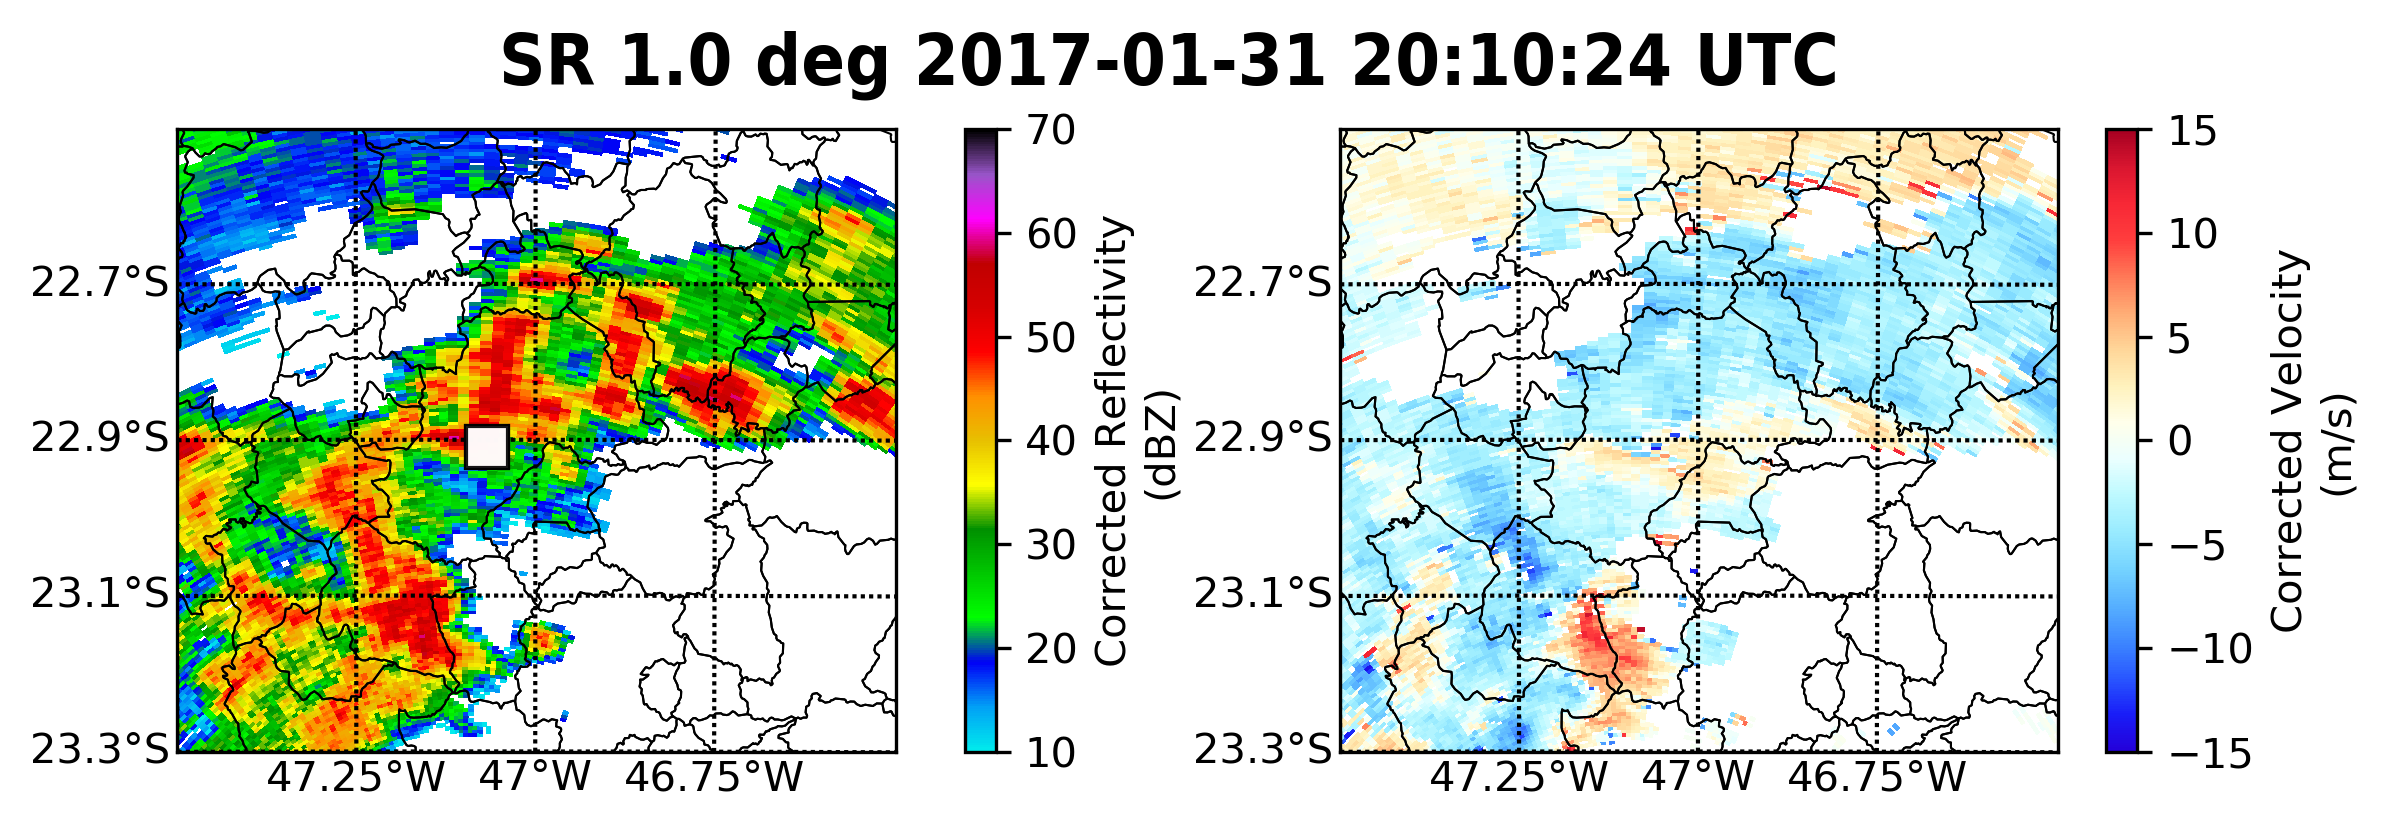 SR 1.0 deg 2017-01-31 20:10:24 UTC
22.7°S
22.9°S
23.1°S
23.3°S
47.25°W 47°W 46.75°W
70
60
50
40
30
20
10
Corrected Reflectivity
(dBZ)
22.7°S
22.9°S
23.1°S
23.3°S
47.25°W 47°W 46.75°W
15
10
5
0
−5
−10
−15
Corrected Velocity
(m/s)